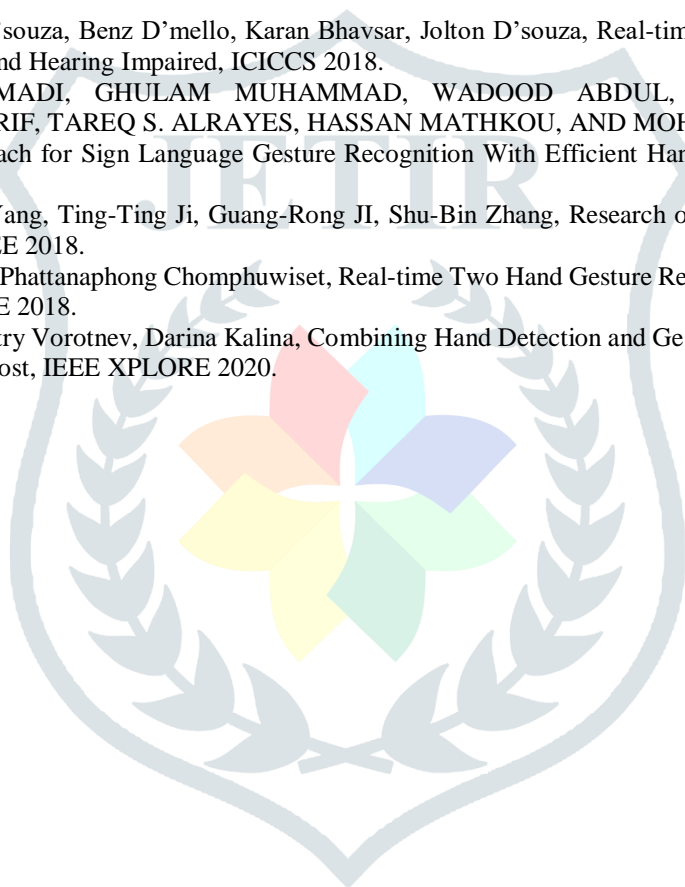 'souza, Benz D’mello, Karan Bhavsar, Jolton D’souza, Real-tim
nd Hearing Impaired, ICICCS 2018.
MADI, GHULAM MUHAMMAD, WADOOD ABDUL,
RIF, TAREQ S. ALRAYES, HASSAN MATHKOU, AND MOH
ach for Sign Language Gesture Recognition With Efficient Han
JETIR
Yang, Ting-Ting Ji, Guang-Rong JI, Shu-Bin Zhang, Research o
EE 2018.
Phattanaphong Chomphuwiset, Real-time Two Hand Gesture Re
E 2018.
try Vorotnev, Darina Kalina, Combining Hand Detection and Ge
ost, IEEE XPLORE 2020.